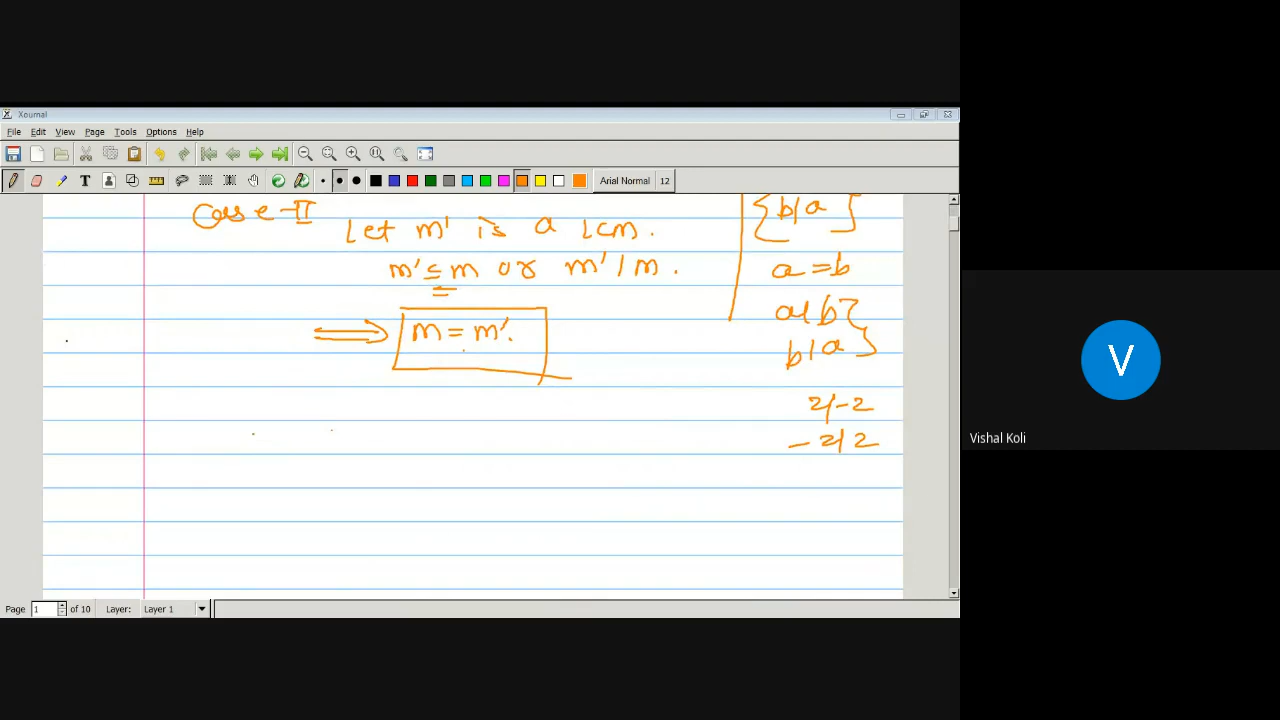 Xournal
File Edit View Page Tools Options Help
Arial Normal 12
Case-II
Let m' is a lcm.
m' ≤ m or m' | m.
⟹ m = m'.
{ b|a }
a = b
a|b }
b|a }
2|-2
-2|2
V
Vishal Koli
Page 1 of 10 Layer: Layer 1